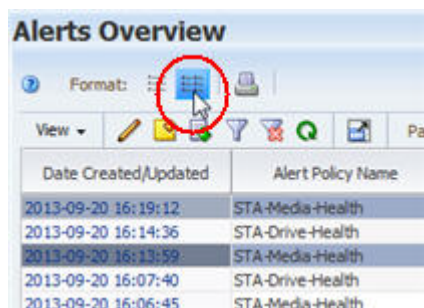 Alerts Overview
Format:
View Pa
Date Created/Updated Alert Policy Name
2013-09-20 16:19:12 STA-Media-Health
2013-09-20 16:14:36 STA-Drive-Health
2013-09-20 16:13:59 STA-Media-Health
2013-09-20 16:07:40 STA-Drive-Health
2013-09-20 16:06:45 STA-Media-Health